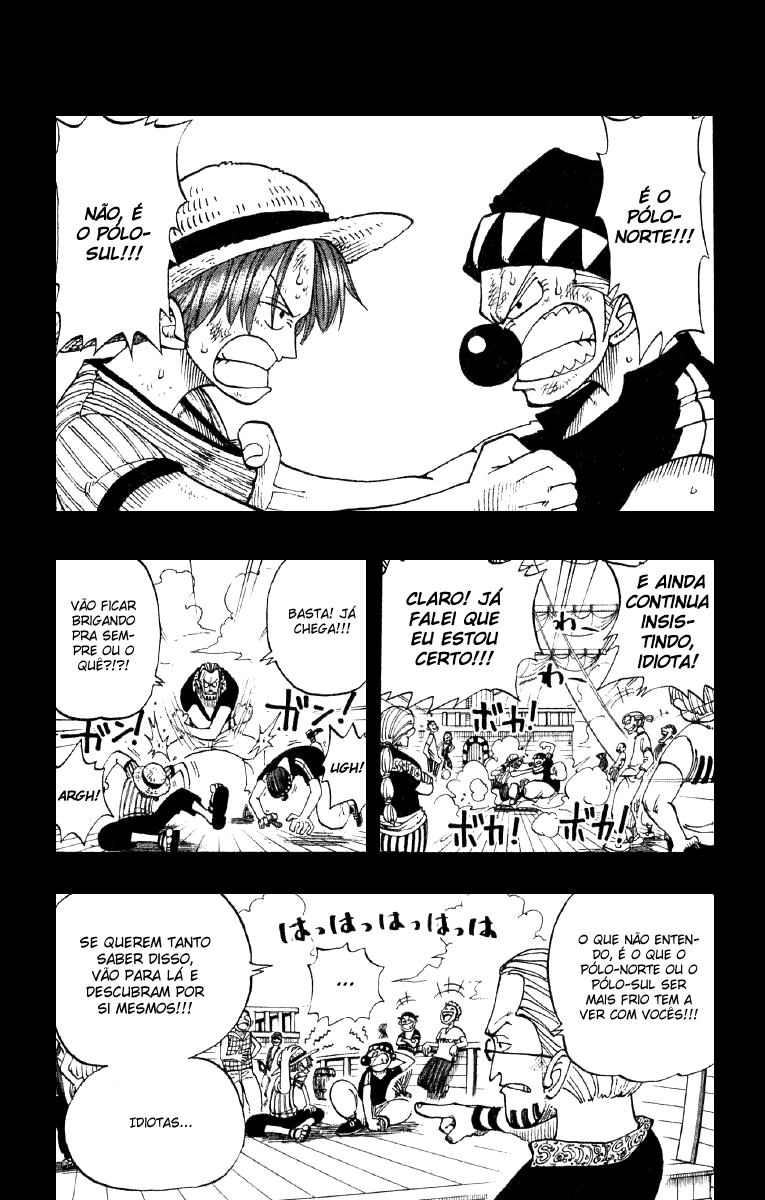 É O
PÓLO-
NORTE!!!
NÃO, É
O PÓLO-
SUL!!!
E AINDA
CONTINUA
INSIS-
TINDO,
IDIOTA!
CLARO! JÁ
FALEI QUE
EU ESTOU
CERTO!!!
わー
わー
ボカ!
ボカ!
ボカ!
ボカ!
BASTA! JÁ
CHEGA!!!
VÃO FICAR
BRIGANDO
PRA SEM-
PRE OU O
QUÊ?!?!
ガン!
ガン!
UGH!
ARGH!
O QUE NÃO ENTEN-
DO, É O QUE O
PÓLO-NORTE OU O
PÓLO-SUL SER
MAIS FRIO TEM A
VER COM VOCÊS!!!
はっはっはっはっは
...
SE QUEREM TANTO
SABER DISSO,
VÃO PARA LÁ E
DESCUBRAM POR
SI MESMOS!!!
IDIOTAS...